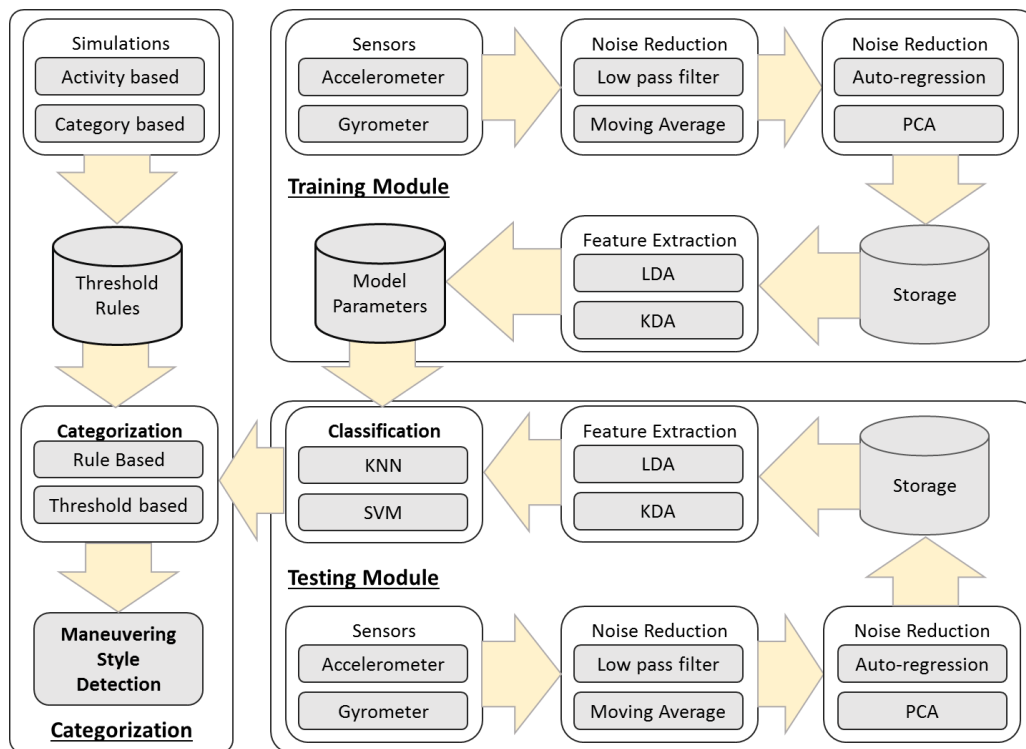 Simulations
Activity based
Category based
Threshold
Rules
Categorization
Rule Based
Threshold based
Maneuvering
Style
Detection
Categorization
Sensors
Accelerometer
Gyrometer
Noise Reduction
Low pass filter
Moving Average
Noise Reduction
Auto-regression
PCA
Training Module
Storage
Feature Extraction
LDA
KDA
Model
Parameters
Classification
KNN
SVM
Feature Extraction
LDA
KDA
Storage
Testing Module
Sensors
Accelerometer
Gyrometer
Noise Reduction
Low pass filter
Moving Average
Noise Reduction
Auto-regression
PCA